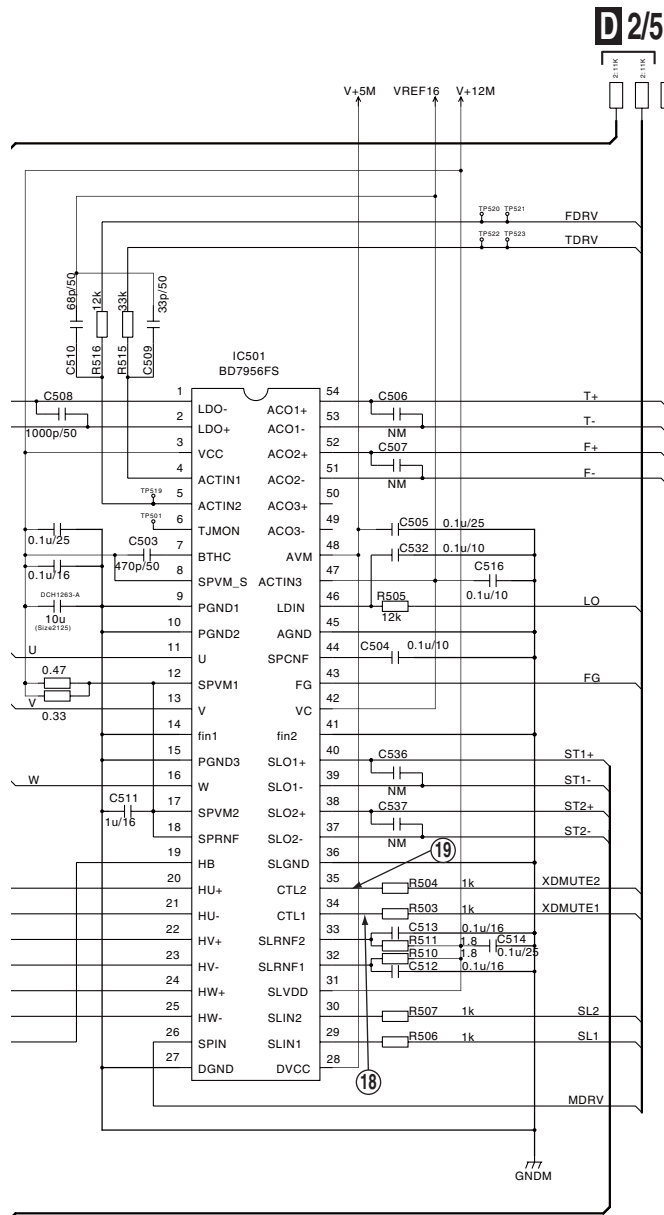 D 2/5
2:11K
2:11K
V+5M
VREF16
V+12M
TP520
TP521
FDRV
TP522
TP523
TDRV
68p/50
12k
33k
33p/50
C510
R516
R515
C509
IC501
BD7956FS
C508
1000p/50
1 LDO-
2 LDO+
3 VCC
4 ACTIN1
TP519
5 ACTIN2
TP501
6 TJMON
0.1u/25
C503
470p/50
7 BTHC
0.1u/16
8 SPVM_S
DCH1263-A
10u
(Size2125)
9 PGND1
10 PGND2
U
11 U
0.47
12 SPVM1
V
0.33
13 V
14 fin1
15 PGND3
W
16 W
C511
1u/16
17 SPVM2
18 SPRNF
19 HB
20 HU+
21 HU-
22 HV+
23 HV-
24 HW+
25 HW-
26 SPIN
27 DGND
54 ACO1+
C506
NM
T+
53 ACO1-
T-
52 ACO2+
C507
NM
F+
51 ACO2-
F-
50 ACO3+
49 ACO3-
C505 0.1u/25
48 AVM
C532 0.1u/10
47 ACTIN3
C516
0.1u/10
46 LDIN
R505
12k
LO
45 AGND
44 SPCNF
C504 0.1u/10
43 FG
FG
42 VC
41 fin2
40 SLO1+
C536
NM
ST1+
39 SLO1-
ST1-
38 SLO2+
C537
NM
ST2+
37 SLO2-
ST2-
36 SLGND
19
35 CTL2
R504 1k XDMUTE2
34 CTL1
R503 1k XDMUTE1
33 SLRNF2
C513 0.1u/16
R511 1.8
C514
0.1u/25
32 SLRNF1
R510 1.8
C512 0.1u/16
31 SLVDD
30 SLIN2
R507 1k SL2
29 SLIN1
R506 1k SL1
28 DVCC
18
MDRV
GNDM